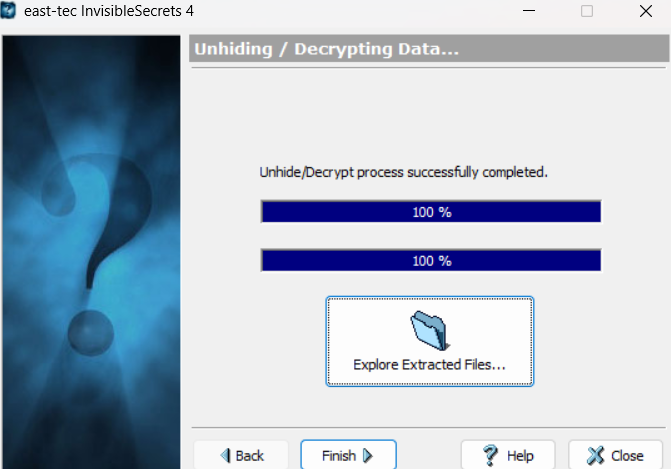 east-tec InvisibleSecrets 4
Unhiding / Decrypting Data...
Unhide/Decrypt process successfully completed.
100 %
100 %
Explore Extracted Files...
Back
Finish
Help
Close